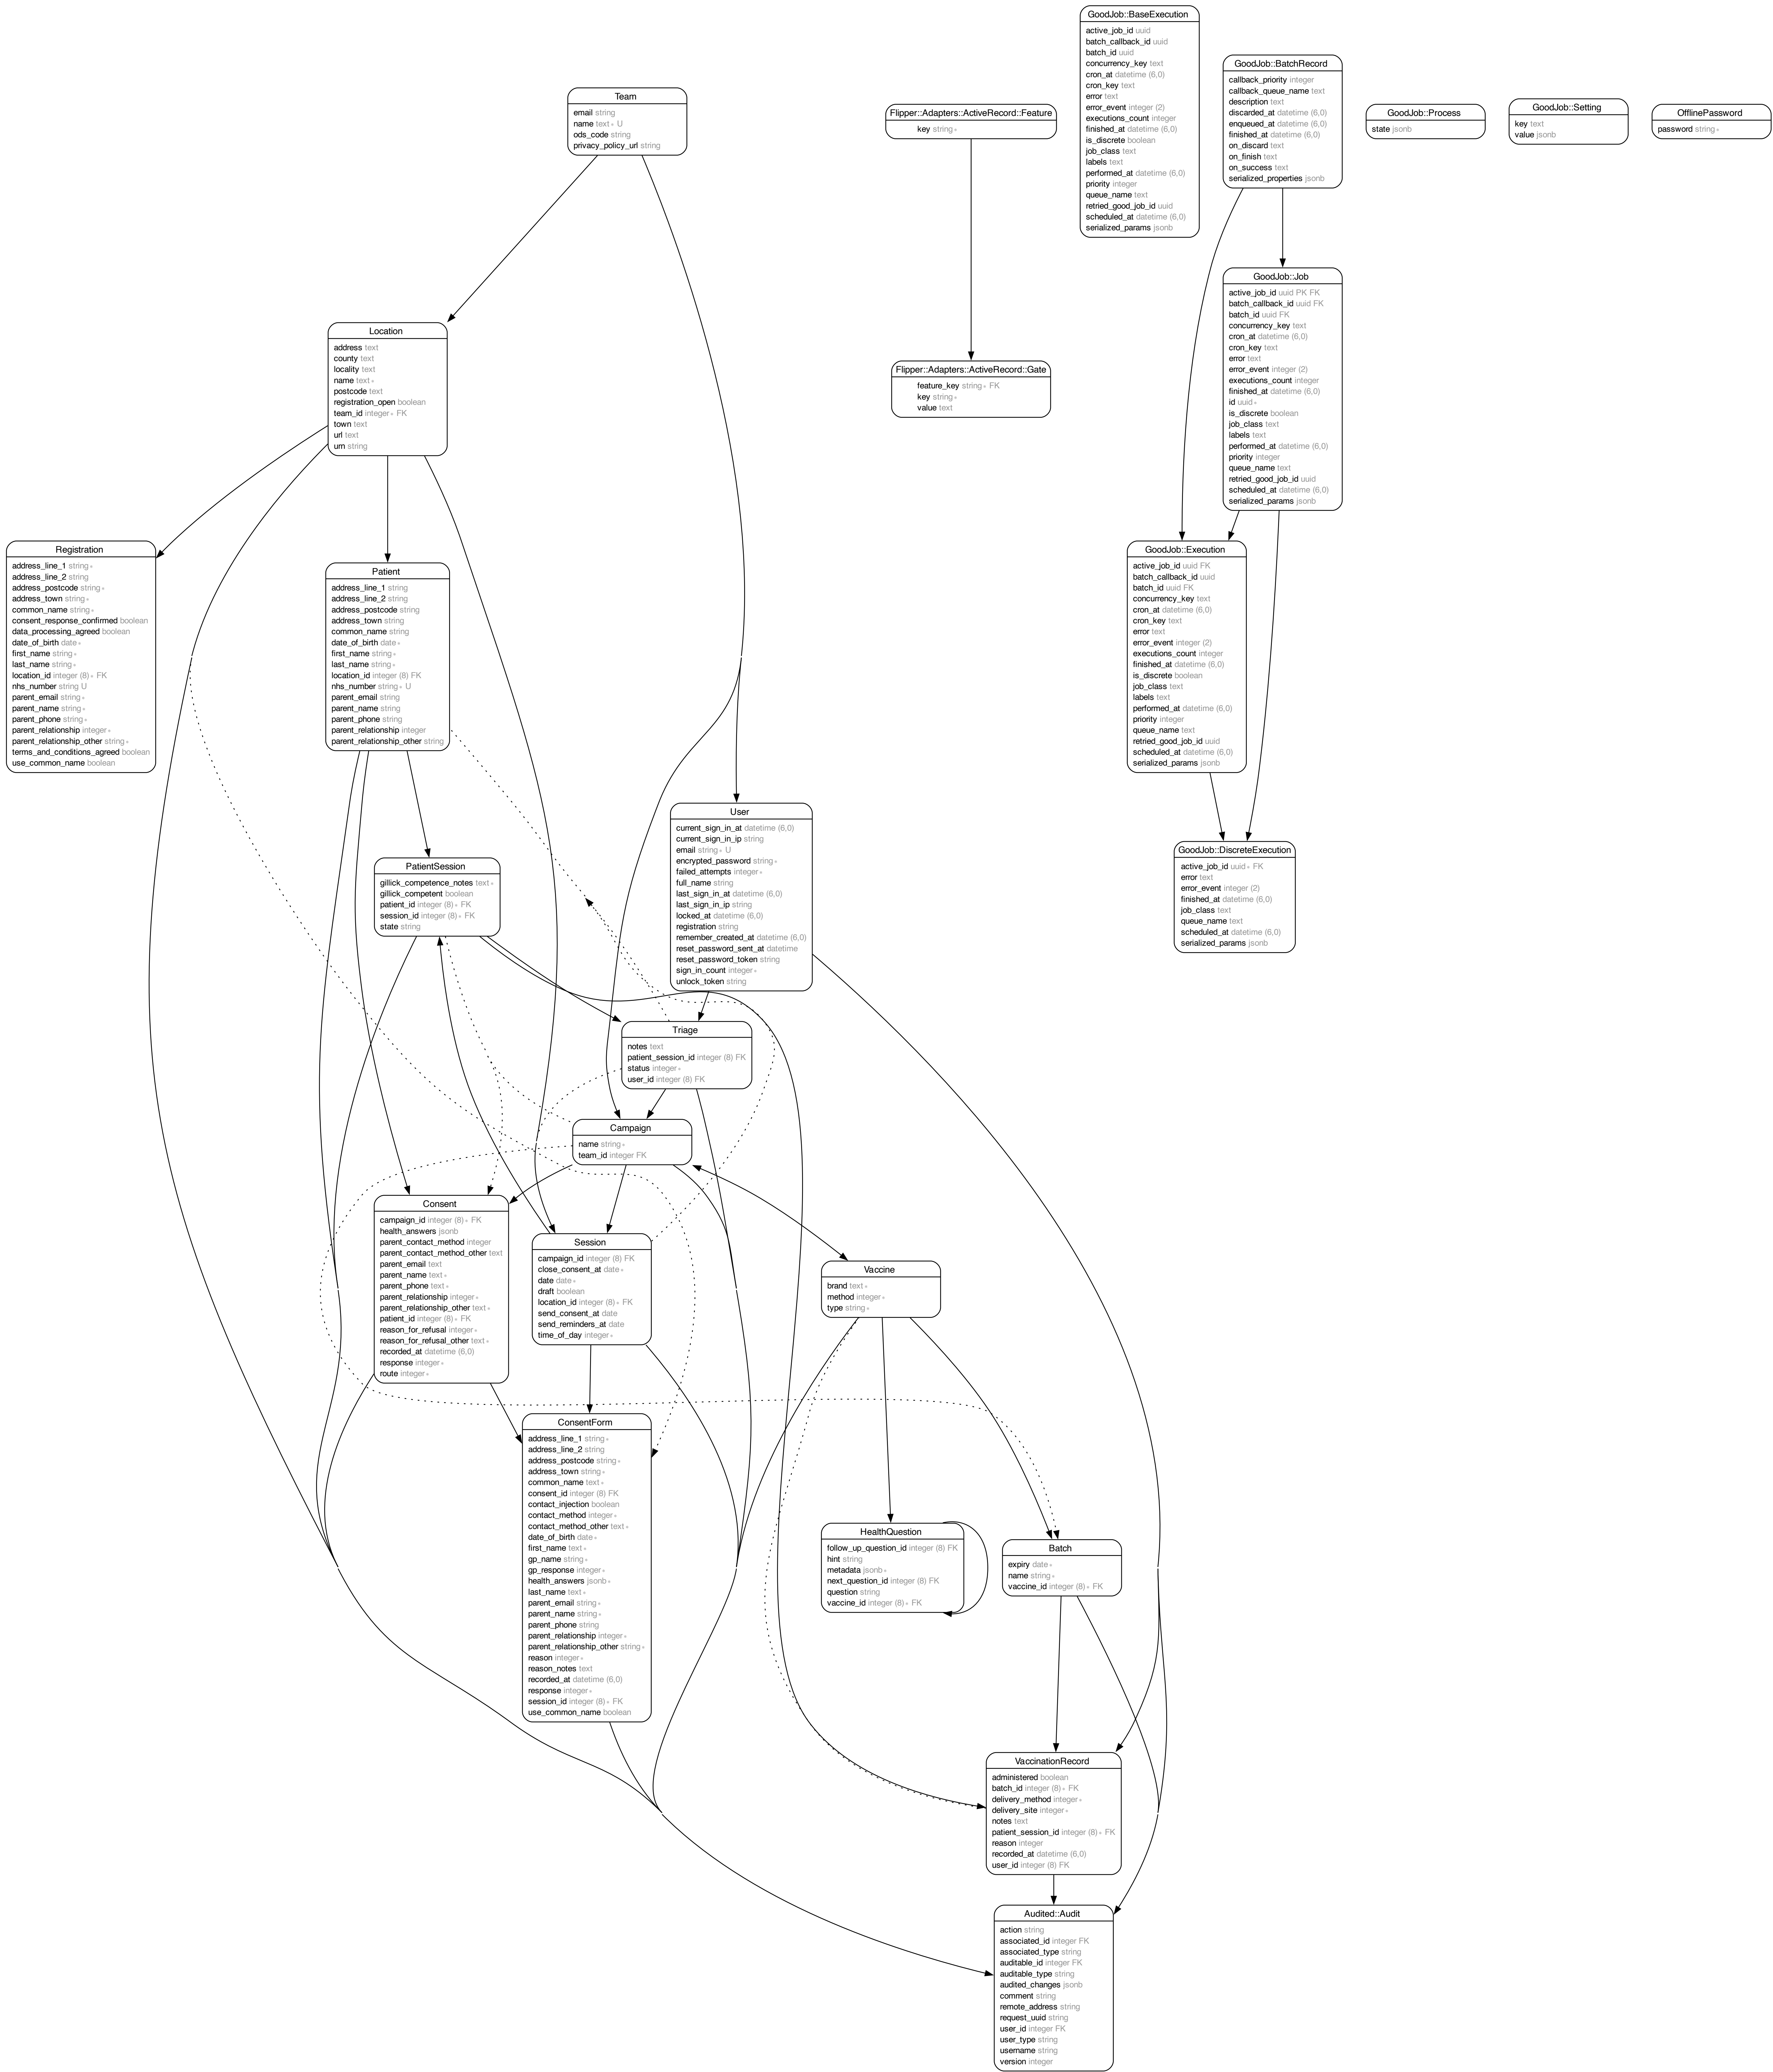 Team
email string
name text∗ U
ods_code string
privacy_policy_url string
Flipper::Adapters::ActiveRecord::Feature
key string∗
GoodJob::BaseExecution
active_job_id uuid
batch_callback_id uuid
batch_id uuid
concurrency_key text
cron_at datetime (6,0)
cron_key text
error text
error_event integer (2)
executions_count integer
finished_at datetime (6,0)
is_discrete boolean
job_class text
labels text
performed_at datetime (6,0)
priority integer
queue_name text
retried_good_job_id uuid
scheduled_at datetime (6,0)
serialized_params jsonb
GoodJob::BatchRecord
callback_priority integer
callback_queue_name text
description text
discarded_at datetime (6,0)
enqueued_at datetime (6,0)
finished_at datetime (6,0)
on_discard text
on_finish text
on_success text
serialized_properties jsonb
GoodJob::Process
state jsonb
GoodJob::Setting
key text
value jsonb
OfflinePassword
password string∗
Location
address text
county text
locality text
name text∗
postcode text
registration_open boolean
team_id integer∗ FK
town text
url text
urn string
Flipper::Adapters::ActiveRecord::Gate
feature_key string∗ FK
key string∗
value text
GoodJob::Job
active_job_id uuid PK FK
batch_callback_id uuid FK
batch_id uuid FK
concurrency_key text
cron_at datetime (6,0)
cron_key text
error text
error_event integer (2)
executions_count integer
finished_at datetime (6,0)
id uuid∗
is_discrete boolean
job_class text
labels text
performed_at datetime (6,0)
priority integer
queue_name text
retried_good_job_id uuid
scheduled_at datetime (6,0)
serialized_params jsonb
Registration
address_line_1 string∗
address_line_2 string
address_postcode string∗
address_town string∗
common_name string∗
consent_response_confirmed boolean
data_processing_agreed boolean
date_of_birth date∗
first_name string∗
last_name string∗
location_id integer (8)∗ FK
nhs_number string U
parent_email string∗
parent_name string∗
parent_phone string∗
parent_relationship integer∗
parent_relationship_other string∗
terms_and_conditions_agreed boolean
use_common_name boolean
Patient
address_line_1 string
address_line_2 string
address_postcode string
address_town string
common_name string
date_of_birth date∗
first_name string∗
last_name string∗
location_id integer (8) FK
nhs_number string∗ U
parent_email string
parent_name string
parent_phone string
parent_relationship integer
parent_relationship_other string
GoodJob::Execution
active_job_id uuid FK
batch_callback_id uuid
batch_id uuid FK
concurrency_key text
cron_at datetime (6,0)
cron_key text
error text
error_event integer (2)
executions_count integer
finished_at datetime (6,0)
is_discrete boolean
job_class text
labels text
performed_at datetime (6,0)
priority integer
queue_name text
retried_good_job_id uuid
scheduled_at datetime (6,0)
serialized_params jsonb
User
current_sign_in_at datetime (6,0)
current_sign_in_ip string
email string∗ U
encrypted_password string∗
failed_attempts integer∗
full_name string
last_sign_in_at datetime (6,0)
last_sign_in_ip string
locked_at datetime (6,0)
registration string
remember_created_at datetime (6,0)
reset_password_sent_at datetime
reset_password_token string
sign_in_count integer∗
unlock_token string
GoodJob::DiscreteExecution
active_job_id uuid∗ FK
error text
error_event integer (2)
finished_at datetime (6,0)
job_class text
queue_name text
scheduled_at datetime (6,0)
serialized_params jsonb
PatientSession
gillick_competence_notes text∗
gillick_competent boolean
patient_id integer (8)∗ FK
session_id integer (8)∗ FK
state string
Triage
notes text
patient_session_id integer (8) FK
status integer∗
user_id integer (8) FK
Campaign
name string∗
team_id integer FK
Consent
campaign_id integer (8)∗ FK
health_answers jsonb
parent_contact_method integer
parent_contact_method_other text
parent_email text
parent_name text∗
parent_phone text∗
parent_relationship integer∗
parent_relationship_other text∗
patient_id integer (8)∗ FK
reason_for_refusal integer∗
reason_for_refusal_other text∗
recorded_at datetime (6,0)
response integer∗
route integer∗
Session
campaign_id integer (8) FK
close_consent_at date∗
date date∗
draft boolean
location_id integer (8)∗ FK
send_consent_at date
send_reminders_at date
time_of_day integer∗
Vaccine
brand text∗
method integer∗
type string∗
ConsentForm
address_line_1 string∗
address_line_2 string
address_postcode string∗
address_town string∗
common_name text∗
consent_id integer (8) FK
contact_injection boolean
contact_method integer∗
contact_method_other text∗
date_of_birth date∗
first_name text∗
gp_name string∗
gp_response integer∗
health_answers jsonb∗
last_name text∗
parent_email string∗
parent_name string∗
parent_phone string
parent_relationship integer∗
parent_relationship_other string∗
reason integer∗
reason_notes text
recorded_at datetime (6,0)
response integer∗
session_id integer (8)∗ FK
use_common_name boolean
HealthQuestion
follow_up_question_id integer (8) FK
hint string
metadata jsonb∗
next_question_id integer (8) FK
question string
vaccine_id integer (8)∗ FK
Batch
expiry date∗
name string∗
vaccine_id integer (8)∗ FK
VaccinationRecord
administered boolean
batch_id integer (8)∗ FK
delivery_method integer∗
delivery_site integer∗
notes text
patient_session_id integer (8)∗ FK
reason integer
recorded_at datetime (6,0)
user_id integer (8) FK
Audited::Audit
action string
associated_id integer FK
associated_type string
auditable_id integer FK
auditable_type string
audited_changes jsonb
comment string
remote_address string
request_uuid string
user_id integer FK
user_type string
username string
version integer